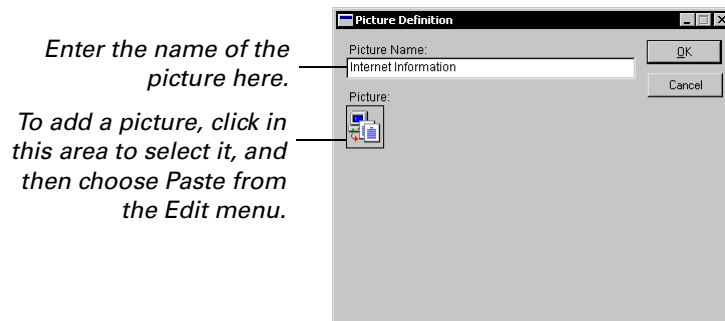 Enter the name of the
picture here.
To add a picture, click in
this area to select it, and
then choose Paste from
the Edit menu.
Picture Definition
Picture Name:
OK
Internet Information
Cancel
Picture: